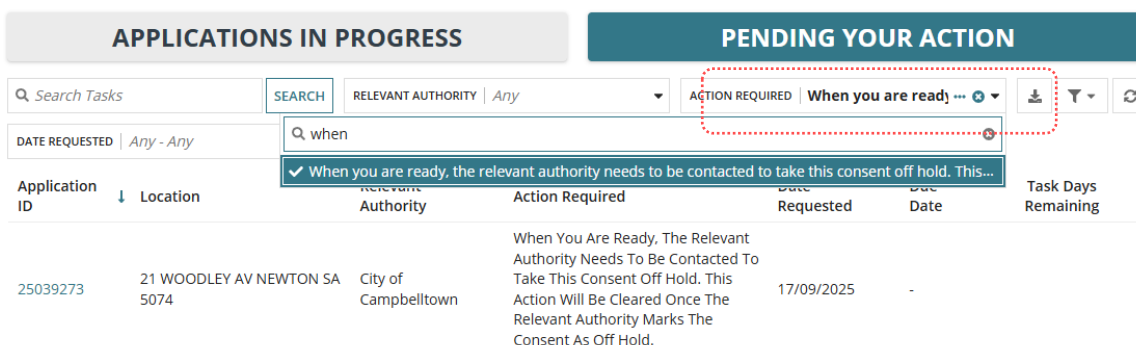 APPLICATIONS IN PROGRESS
PENDING YOUR ACTION
Search Tasks
SEARCH
RELEVANT AUTHORITY | Any
ACTION REQUIRED | When you are ready ...
DATE REQUESTED | Any - Any
when
When you are ready, the relevant authority needs to be contacted to take this consent off hold. This...
Application ID
Location
Relevant Authority
Action Required
Date Requested
Due Date
Task Days Remaining
25039273
21 WOODLEY AV NEWTON SA
5074
City of
Campbelltown
When You Are Ready, The Relevant
Authority Needs To Be Contacted To
Take This Consent Off Hold. This
Action Will Be Cleared Once The
Relevant Authority Marks The
Consent As Off Hold.
17/09/2025
-